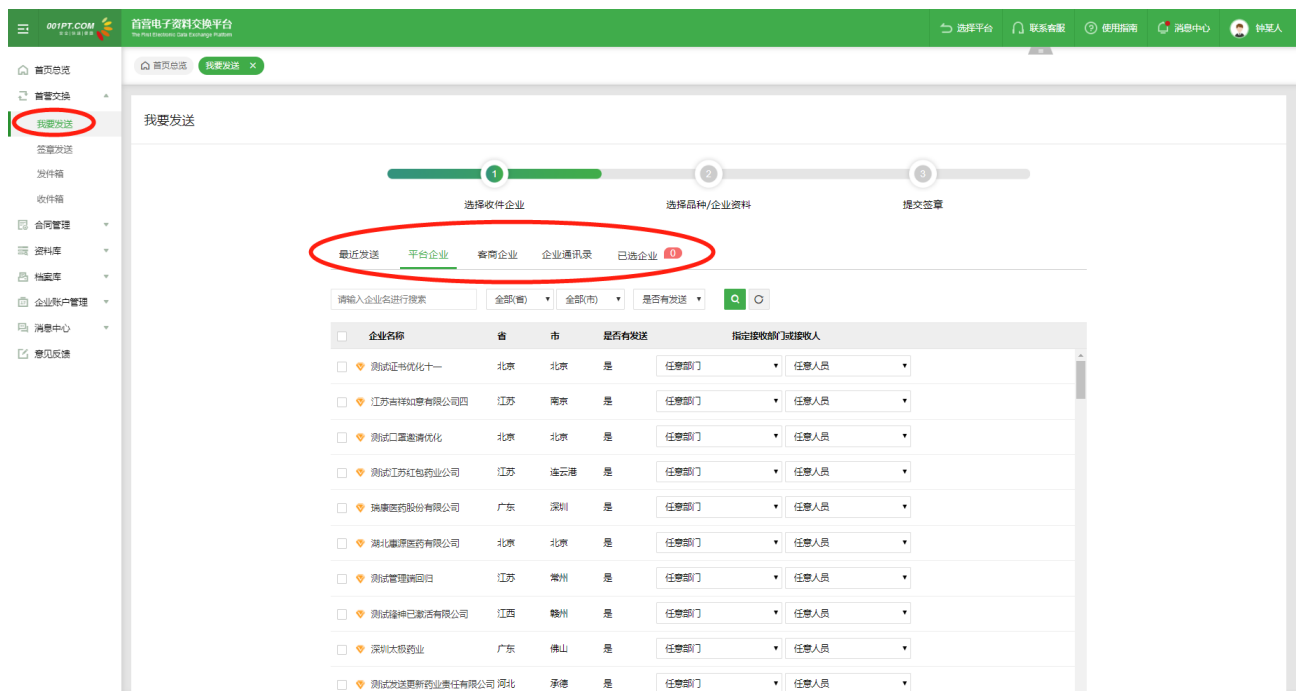 001PT.COM 首营电子资料交换平台 选择平台 联系客服 使用指南 消息中心 钟某人
The First Electronic Data Exchange Platform
首页总览 我要发送 ×
首页总览
首营交换
我要发送
签章发送
发件箱
收件箱
合同管理
资料库
档案库
企业账户管理
消息中心
意见反馈
我要发送
1 2 3
选择收件企业 选择品种/企业资料 提交签章
最近发送 平台企业 客商企业 企业通讯录 已选企业 0
请输入企业名进行搜素 全部(省) 全部(市) 是否有发送
企业名称 省 市 是否有发送 指定接收部门或接收人
测试证书优化十一 北京 北京 是 任意部门 任意人员
江苏吉祥如意有限公司四 江苏 南京 是 任意部门 任意人员
测试口罩邀请优化 北京 北京 是 任意部门 任意人员
测试江苏红包药业公司 江苏 连云港 是 任意部门 任意人员
瑞康医药股份有限公司 广东 深圳 是 任意部门 任意人员
湖北事源医药有限公司 北京 北京 是 任意部门 任意人员
测试管理端回归 江苏 常州 是 任意部门 任意人员
测试锋神已激活有限公司 江西 赣州 是 任意部门 任意人员
深圳太极药业 广东 佛山 是 任意部门 任意人员
测试发送更新药业责任有限公司 河北 承德 是 任意部门 任意人员